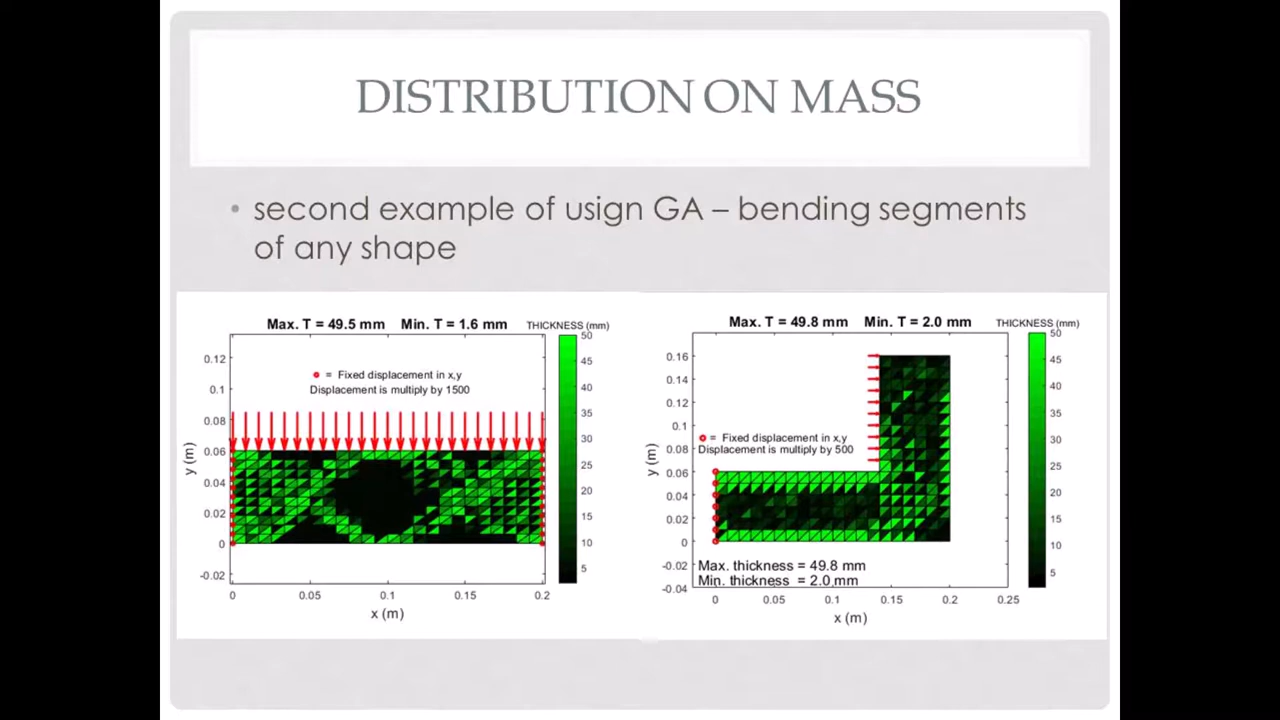 DISTRIBUTION ON MASS
• second example of usign GA – bending segments
of any shape
Max. T = 49.5 mm Min. T = 1.6 mm
THICKNESS (mm)
= Fixed displacement in x,y
Displacement is multiply by 1500
y (m)
0.12
0.1
0.08
0.06
0.04
0.02
0
-0.02
0 0.05 0.1 0.15 0.2
x (m)
50
45
40
35
30
25
20
15
10
5
Max. T = 49.8 mm Min. T = 2.0 mm
THICKNESS (mm)
= Fixed displacement in x,y
Displacement is multiply by 500
y (m)
0.16
0.14
0.12
0.1
0.08
0.06
0.04
0.02
0
-0.02
-0.04
Max. thickness = 49.8 mm
Min. thickness = 2.0 mm
0 0.05 0.1 0.15 0.2 0.25
x (m)
50
45
40
35
30
25
20
15
10
5